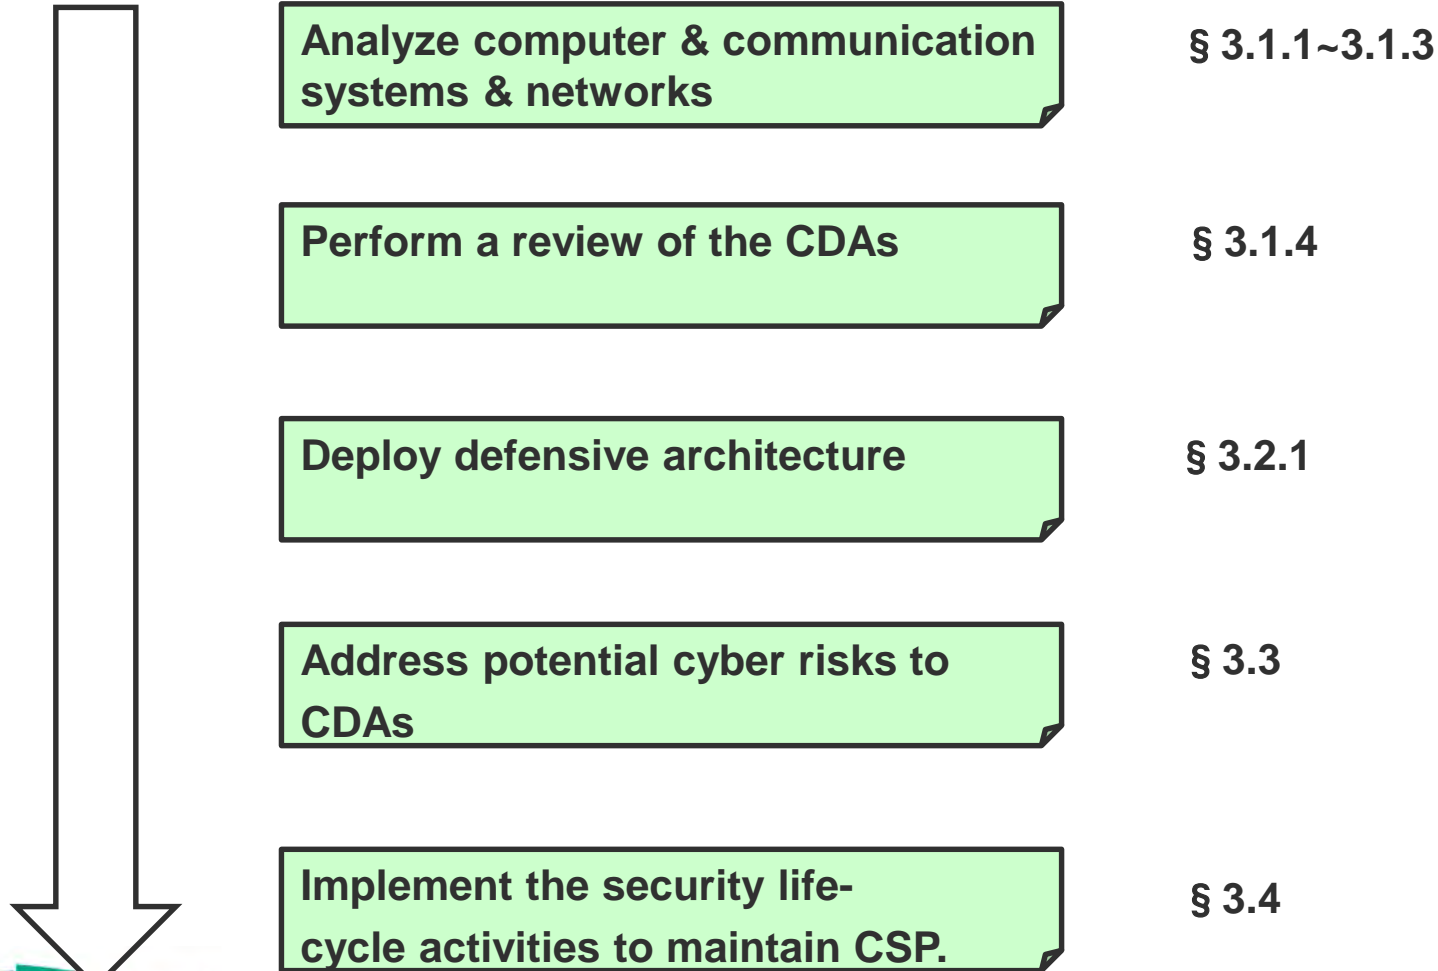 Analyze computer & communication
systems & networks
§ 3.1.1~3.1.3
Perform a review of the CDAs
§ 3.1.4
Deploy defensive architecture
§ 3.2.1
Address potential cyber risks to
CDAs
§ 3.3
Implement the security life-
cycle activities to maintain CSP.
§ 3.4